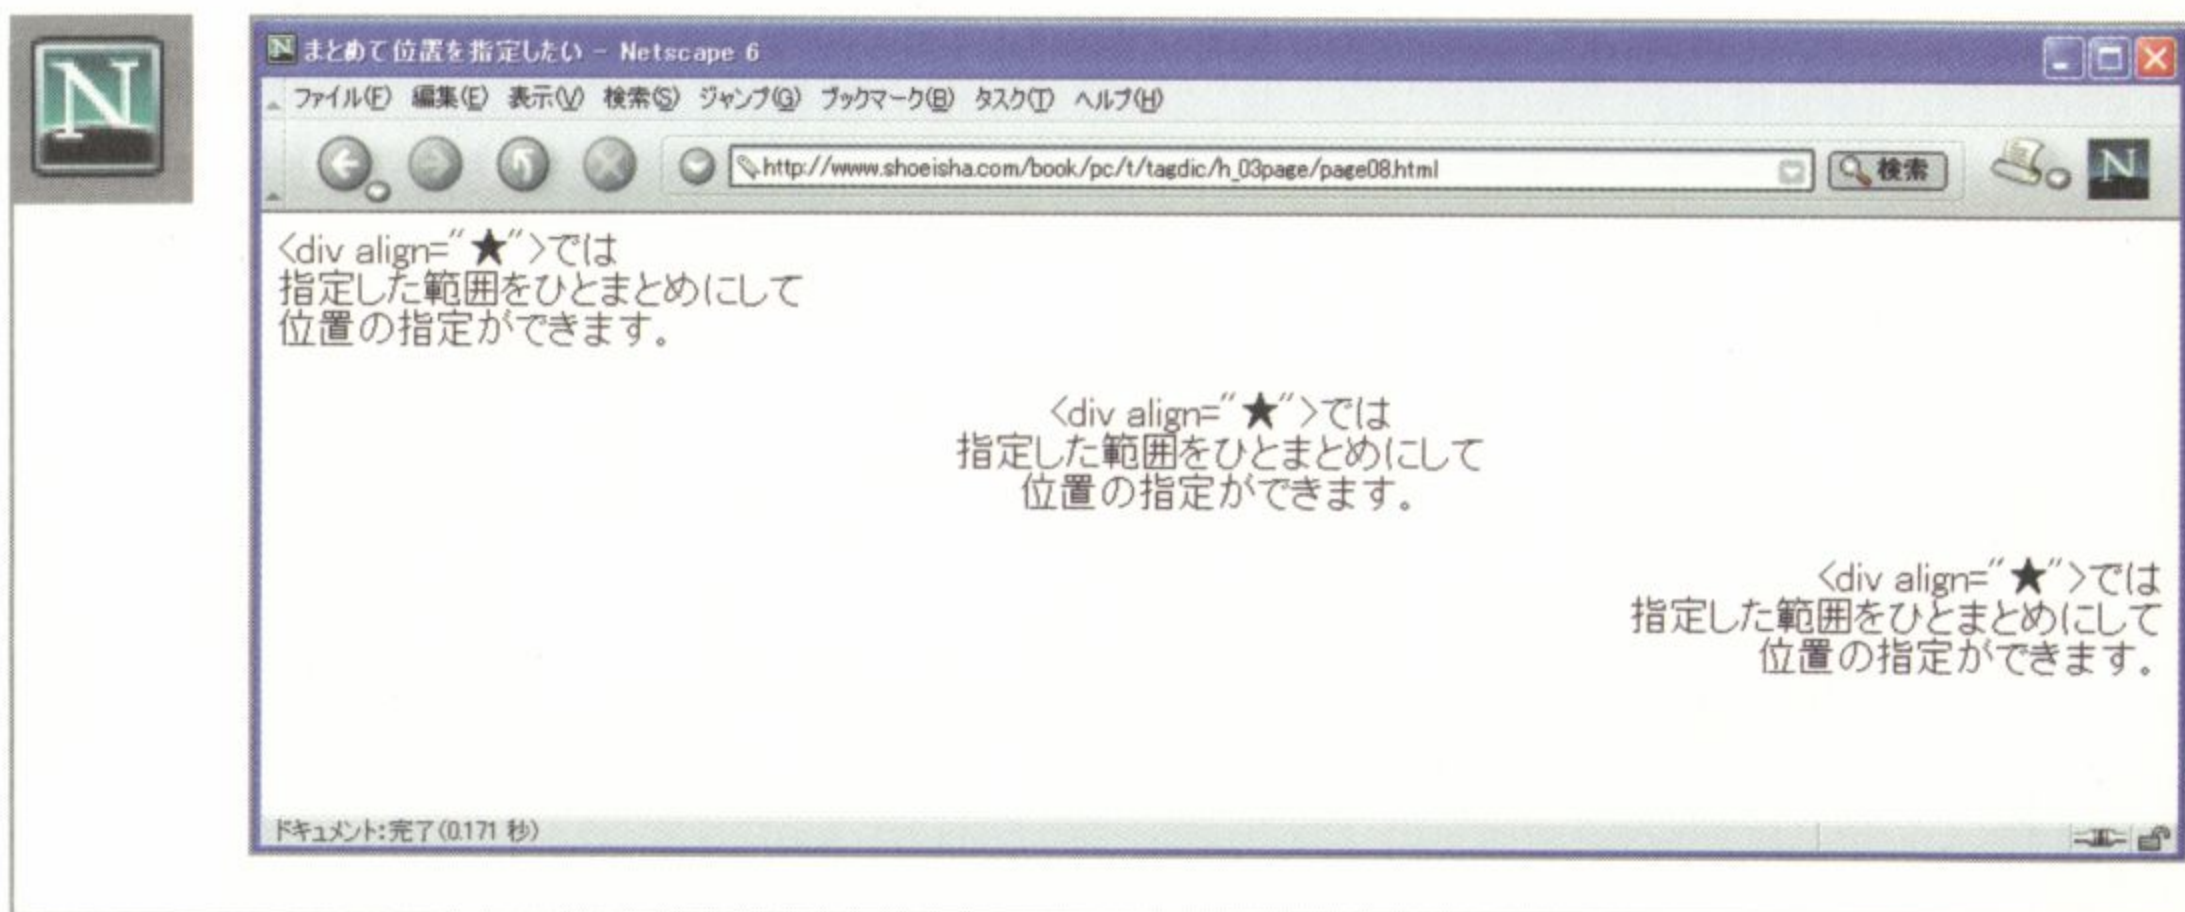 N
N まとめて位置を指定したい - Netscape 6
ファイル(F) 編集(E) 表示(V) 検索(S) ジャンプ(G) ブックマーク(B) タスク(T) ヘルプ(H)
http://www.shoeisha.com/book/pc/t/tagdic/h_03page/page08.html 検索 N
<div align="★">では
指定した範囲をひとまとめにして
位置の指定ができます。
<div align="★">では
指定した範囲をひとまとめにして
位置の指定ができます。
<div align="★">では
指定した範囲をひとまとめにして
位置の指定ができます。
ドキュメント:完了(0.171 秒)